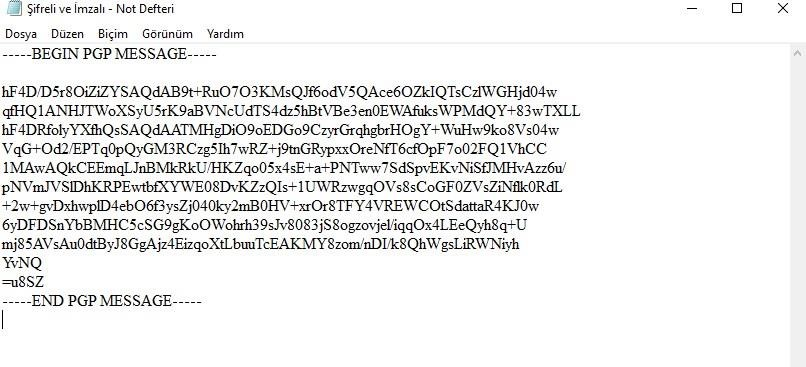 Şifreli ve İmzalı - Not Defteri
Dosya Düzen Biçim Görünüm Yardım
-----BEGIN PGP MESSAGE-----
hF4D/D5r8OiZiZYSAQdAB9t+RuO7O3KMsQJf6odV5QAce6OZkIQTsCzlWGHjd04w
qfHQ1ANHJTWoXSyU5rK9aBVNcUdTS4dz5hBtVBe3en0EWAfuksWPMdQY+83wTXLL
hF4DRfolyYXfhQsSAQdAATMHgDiO9oEDGo9CzyrGrqhgbrHOgY+WuHw9ko8Vs04w
VqG+Od2/EPTq0pQyGM3RCzg5Ih7wRZ+j9tnGRypxxOreNfT6cfOpF7o02FQ1VhCC
1MAwAQkCEEmqLJnBMkRkU/HKZqo05x4sE+a+PNTww7SdSpvEKvNiSfJMHvAzz6u/
pNVmJVSlDhKRPEwtbfXYWE08DvKZzQIs+1UWRzwgqOVs8sCoGF0ZVsZiNflk0RdL
+2w+gvDxhwplD4ebO6f3ysZj040ky2mB0HV+xrOr8TFY4VREWCOtSdattaR4KJ0w
6yDFDSnYbBMHC5cSG9gKoOWohrh39sJv8083jS8ogzovjel/iqqOx4LEeQyh8q+U
mj85AVsAu0dtByJ8GgAjz4EizqoXtLbuuTcEAKMY8zom/nDI/k8QhWgsLiRWNiyh
YvNQ
=u8SZ
-----END PGP MESSAGE-----